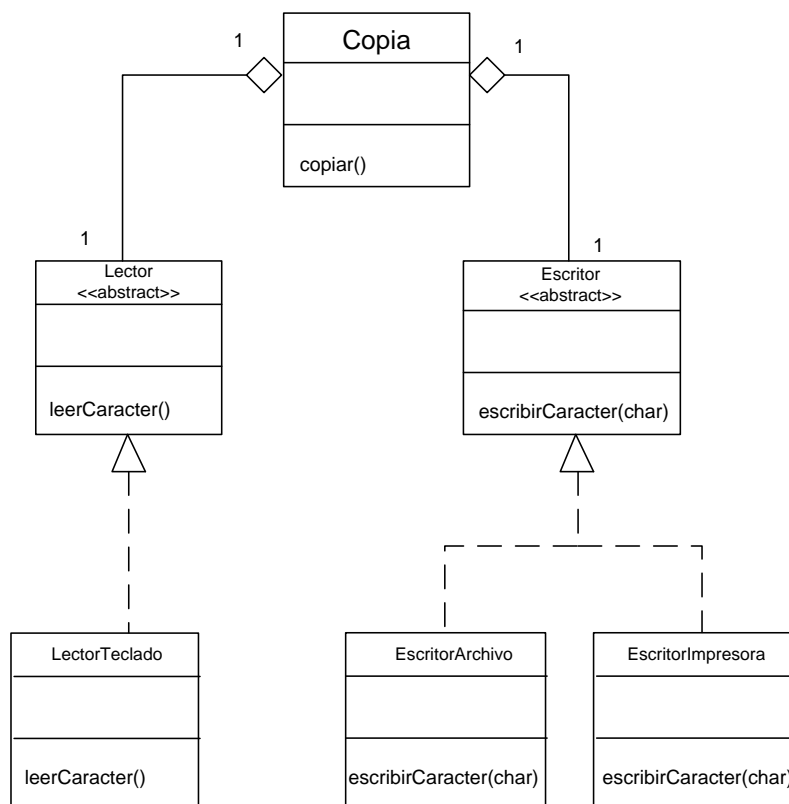 1
Copia
1
copiar()
1
1
Lector
<<abstract>>
leerCaracter()
Escritor
<<abstract>>
escribirCaracter(char)
LectorTeclado
leerCaracter()
EscritorArchivo
escribirCaracter(char)
EscritorImpresora
escribirCaracter(char)